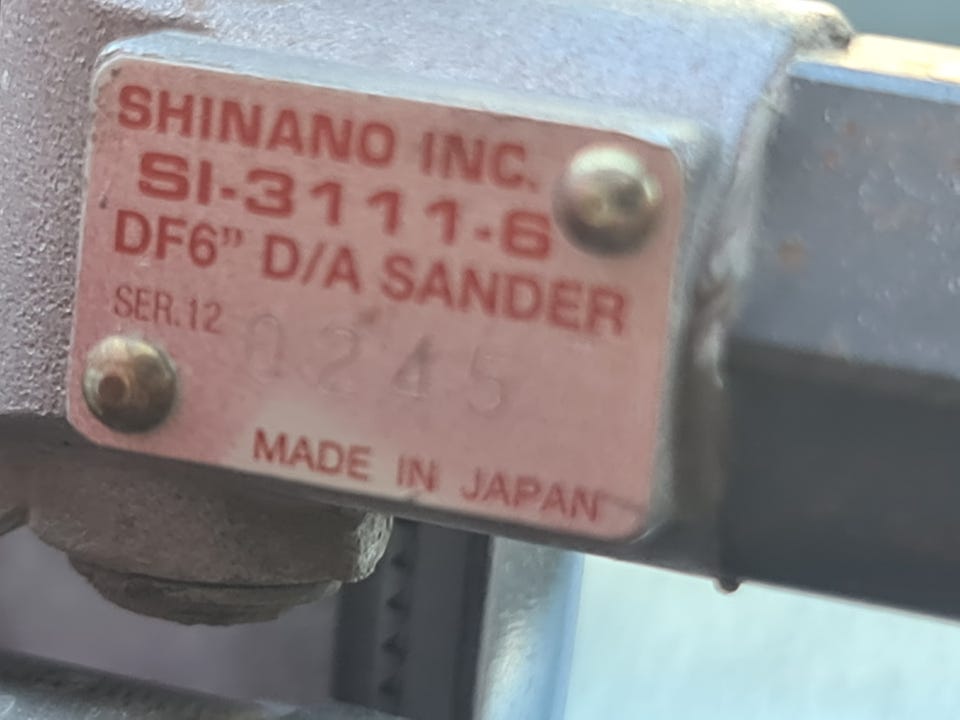 SHINANO INC.
SI-3111-6
DF6" D/A SANDER
SER.12 0245
MADE IN JAPAN